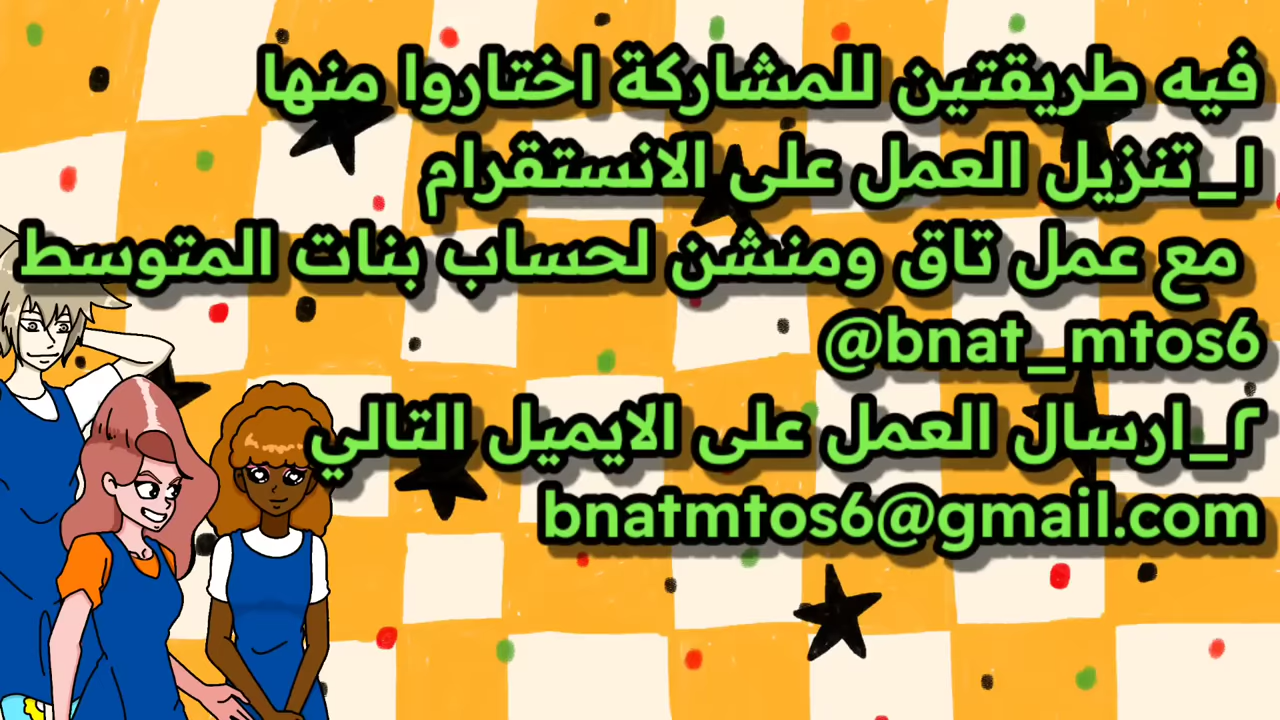 فيه طريقتين للمشاركة اختاروا منها
١_تنزيل العمل على الانستقرام
مع عمل تاق ومنشن لحساب بنات المتوسط
@bnat_mtos6
٢_ارسال العمل على الايميل التالي
bnatmtos6@gmail.com